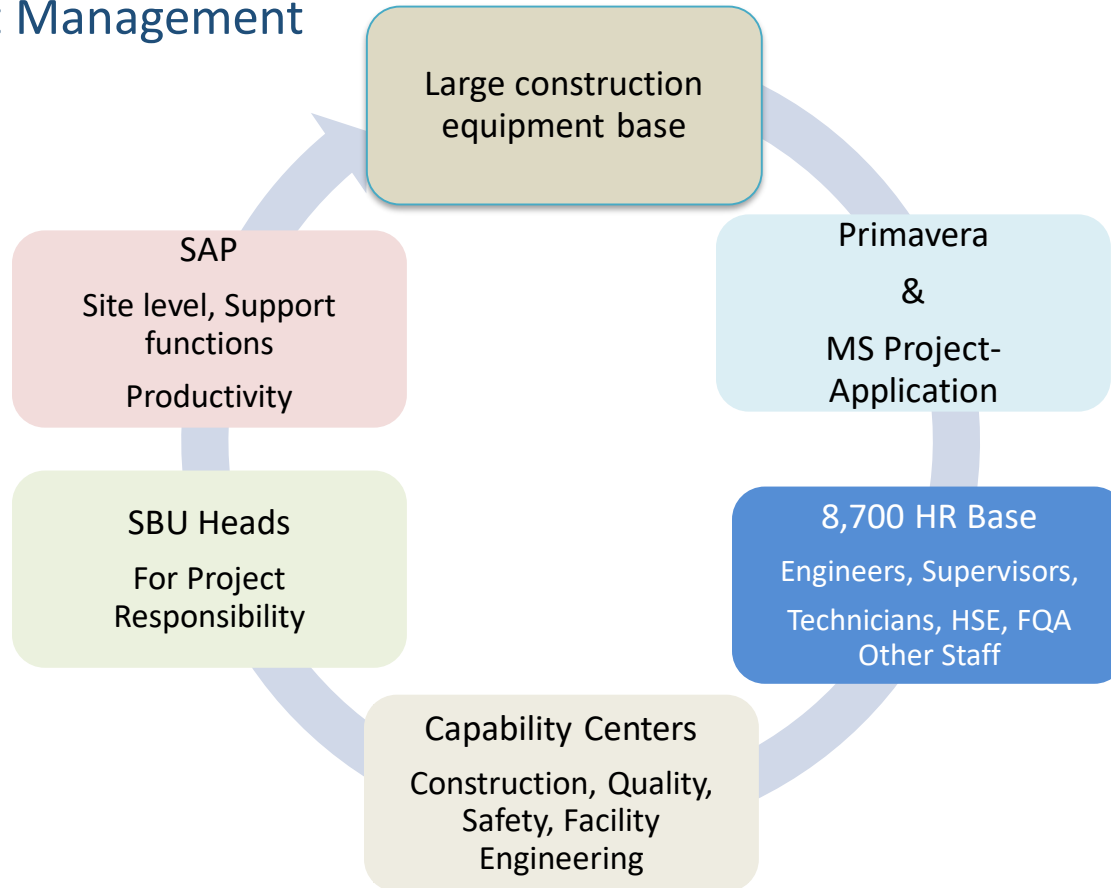 Management
Large construction
equipment base
Primavera
&
MS Project-
Application
8,700 HR Base
Engineers, Supervisors,
Technicians, HSE, FQA
Other Staff
Capability Centers
Construction, Quality,
Safety, Facility
Engineering
SBU Heads
For Project
Responsibility
SAP
Site level, Support
functions
Productivity